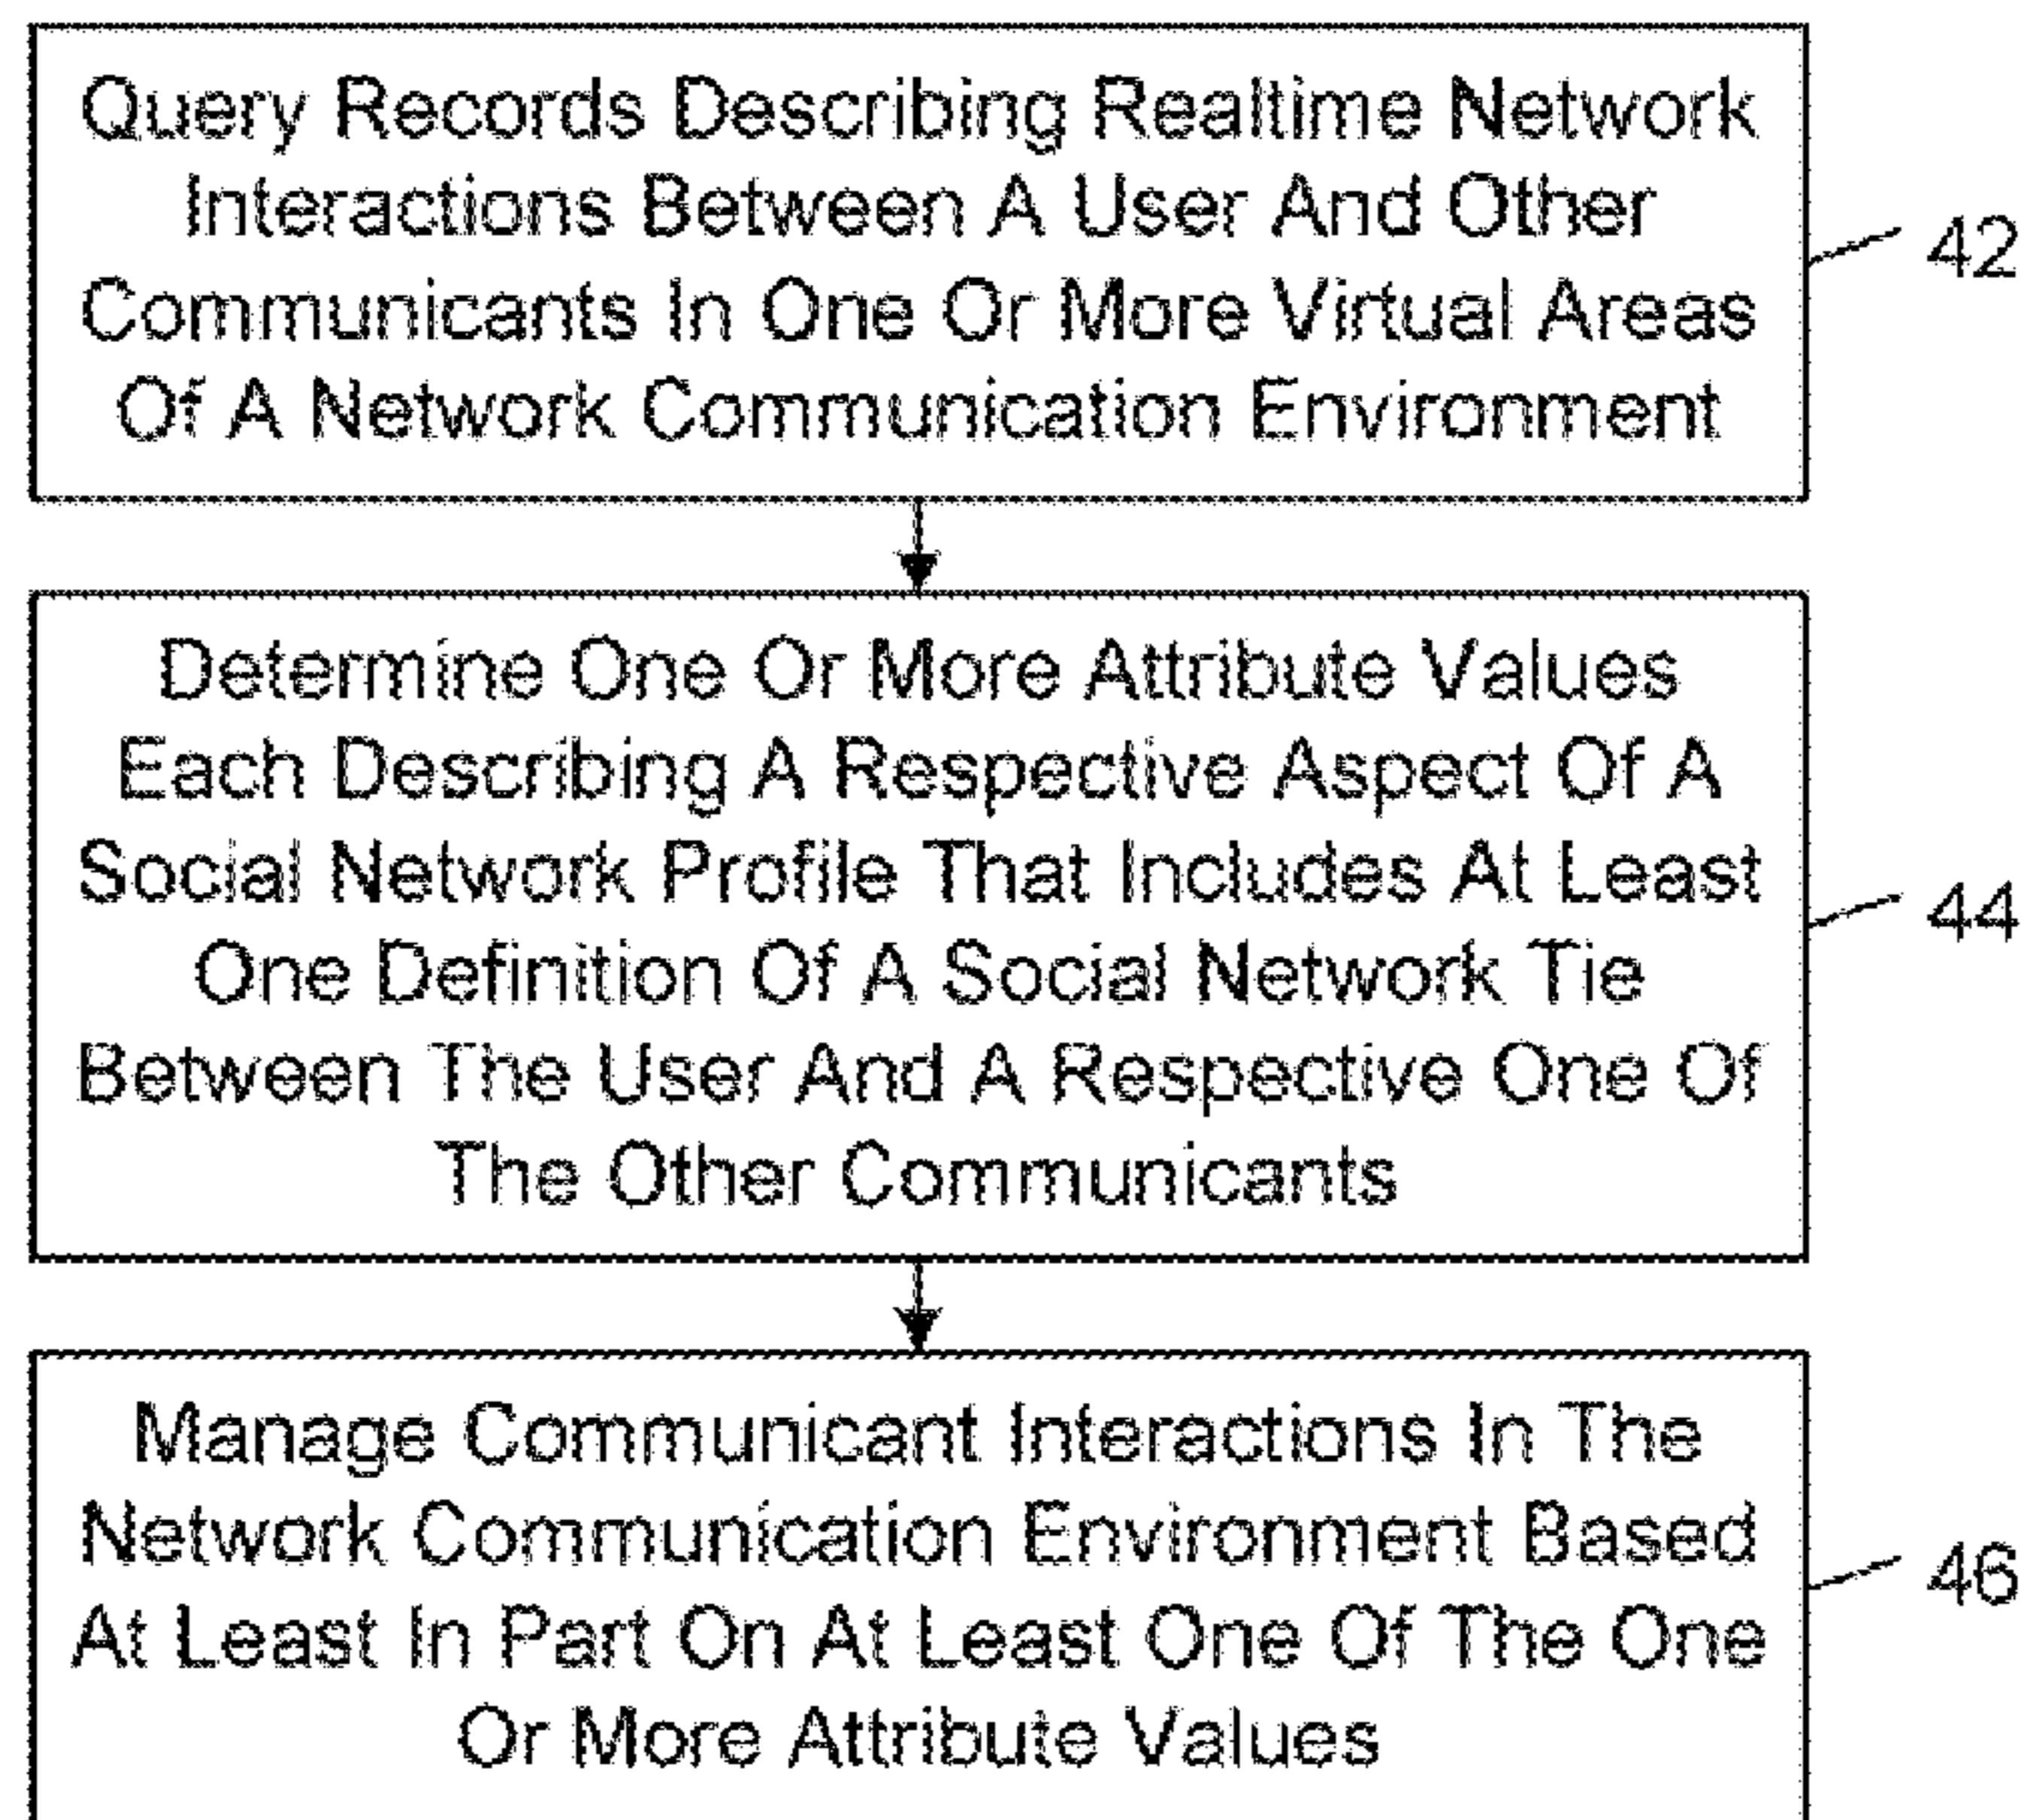 Query Records Describing Realtime Network
Interactions Between A User And Other
Communicants In One Or More Virtual Areas
Of A Network Communication Environment
42
Determine One Or More Attribute Values
Each Describing A Respective Aspect Of A
Social Network Profile That Includes At Least
One Definition Of A Social Network Tie
Between The User And A Respective One Of
The Other Communicants
44
Manage Communicant Interactions In The
Network Communication Environment Based
At Least In Part On At Least One Of The One
Or More Attribute Values
46